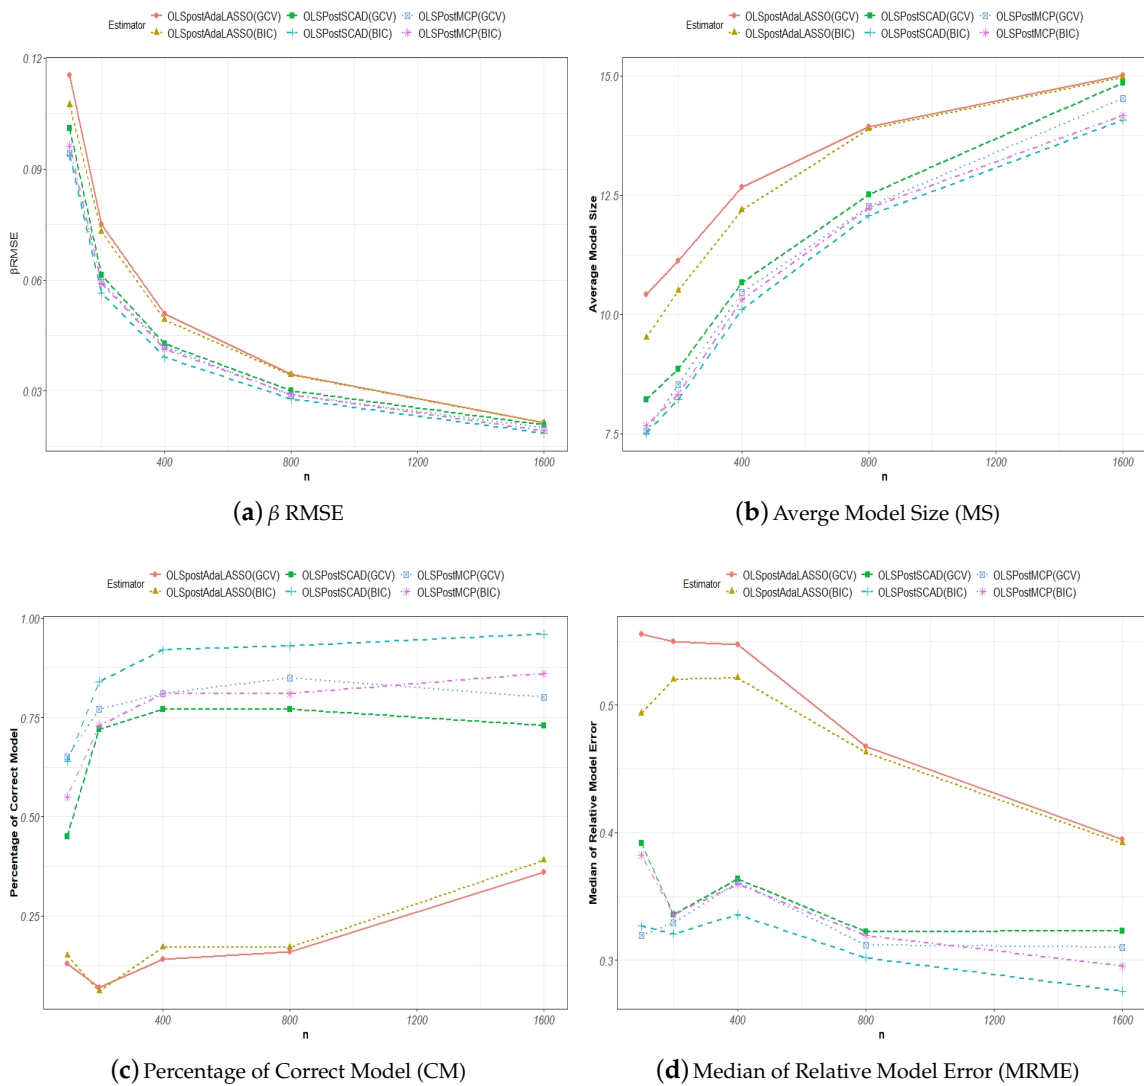 Estimator OLSpostAdaLASSO(GCV) OLSPostSCAD(GCV) OLSPostMCP(GCV)
OLSpostAdaLASSO(BIC) OLSPostSCAD(BIC) OLSPostMCP(BIC)
0.12
0.09
0.06
0.03
βRMSE
400 800 1200 1600
n
(a) β RMSE
Estimator OLSpostAdaLASSO(GCV) OLSPostSCAD(GCV) OLSPostMCP(GCV)
OLSpostAdaLASSO(BIC) OLSPostSCAD(BIC) OLSPostMCP(BIC)
15.0
12.5
10.0
7.5
Average Model Size
400 800 1200 1600
n
(b) Averge Model Size (MS)
Estimator OLSpostAdaLASSO(GCV) OLSPostSCAD(GCV) OLSPostMCP(GCV)
OLSpostAdaLASSO(BIC) OLSPostSCAD(BIC) OLSPostMCP(BIC)
1.00
0.75
0.50
0.25
Percentage of Correct Model
400 800 1200 1600
n
(c) Percentage of Correct Model (CM)
Estimator OLSpostAdaLASSO(GCV) OLSPostSCAD(GCV) OLSPostMCP(GCV)
OLSpostAdaLASSO(BIC) OLSPostSCAD(BIC) OLSPostMCP(BIC)
0.5
0.4
0.3
Median of Relative Model Error
400 800 1200 1600
n
(d) Median of Relative Model Error (MRME)